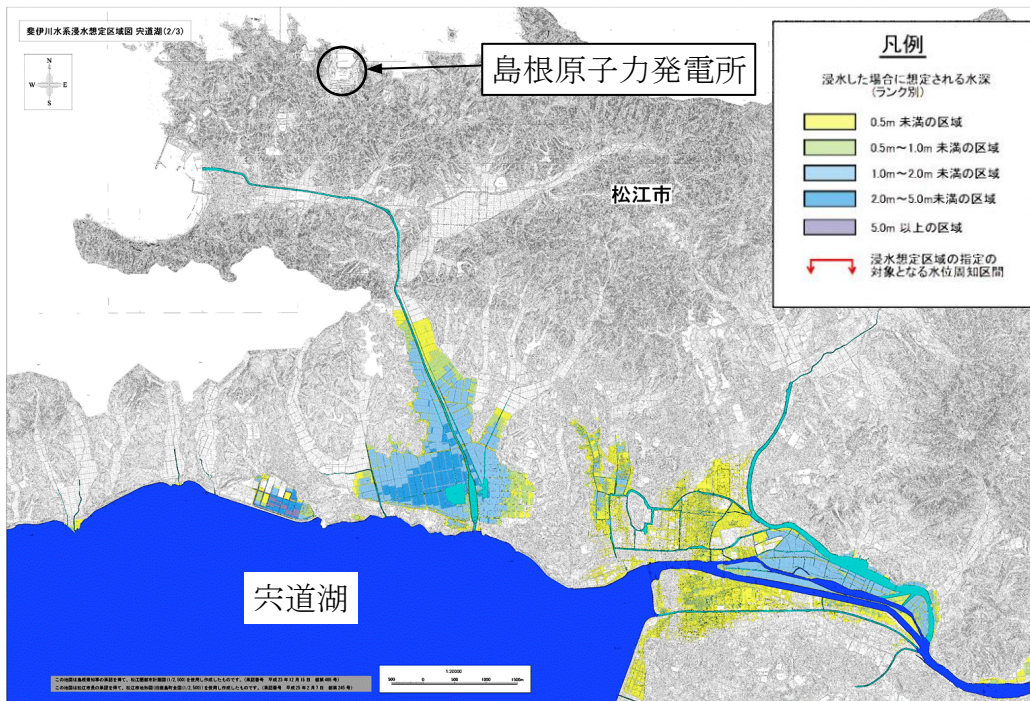 斐伊川水系浸水想定区域図 宍道湖(2/3)
N
W E
S
島根原子力発電所
松江市
宍道湖
凡例
浸水した場合に想定される水深
(ランク別)
0.5m 未満の区域
0.5m～1.0m 未満の区域
1.0m～2.0m 未満の区域
2.0m～5.0m未満の区域
5.0m 以上の区域
浸水想定区域の指定の
対象となる水位周知区間
1:20000
500 0 500 1000 1500m